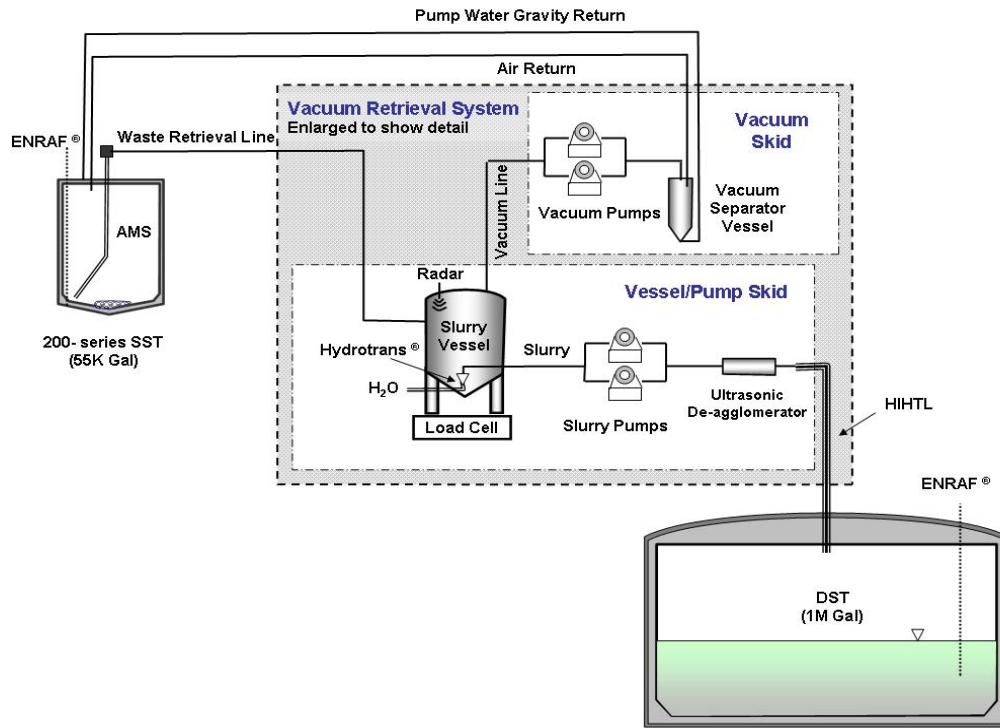 Pump Water Gravity Return
Air Return
Vacuum Retrieval System
Enlarged to show detail
Vacuum
Skid
ENRAF ®
Waste Retrieval Line
AMS
Vacuum Line
Vacuum Pumps
Vacuum
Separator
Vessel
200- series SST
(55K Gal)
Radar
Vessel/Pump Skid
Slurry
Vessel
Hydrotrans ®
H₂O
Load Cell
Slurry
Slurry Pumps
Ultrasonic
De-agglomerator
HIHTL
ENRAF ®
DST
(1M Gal)